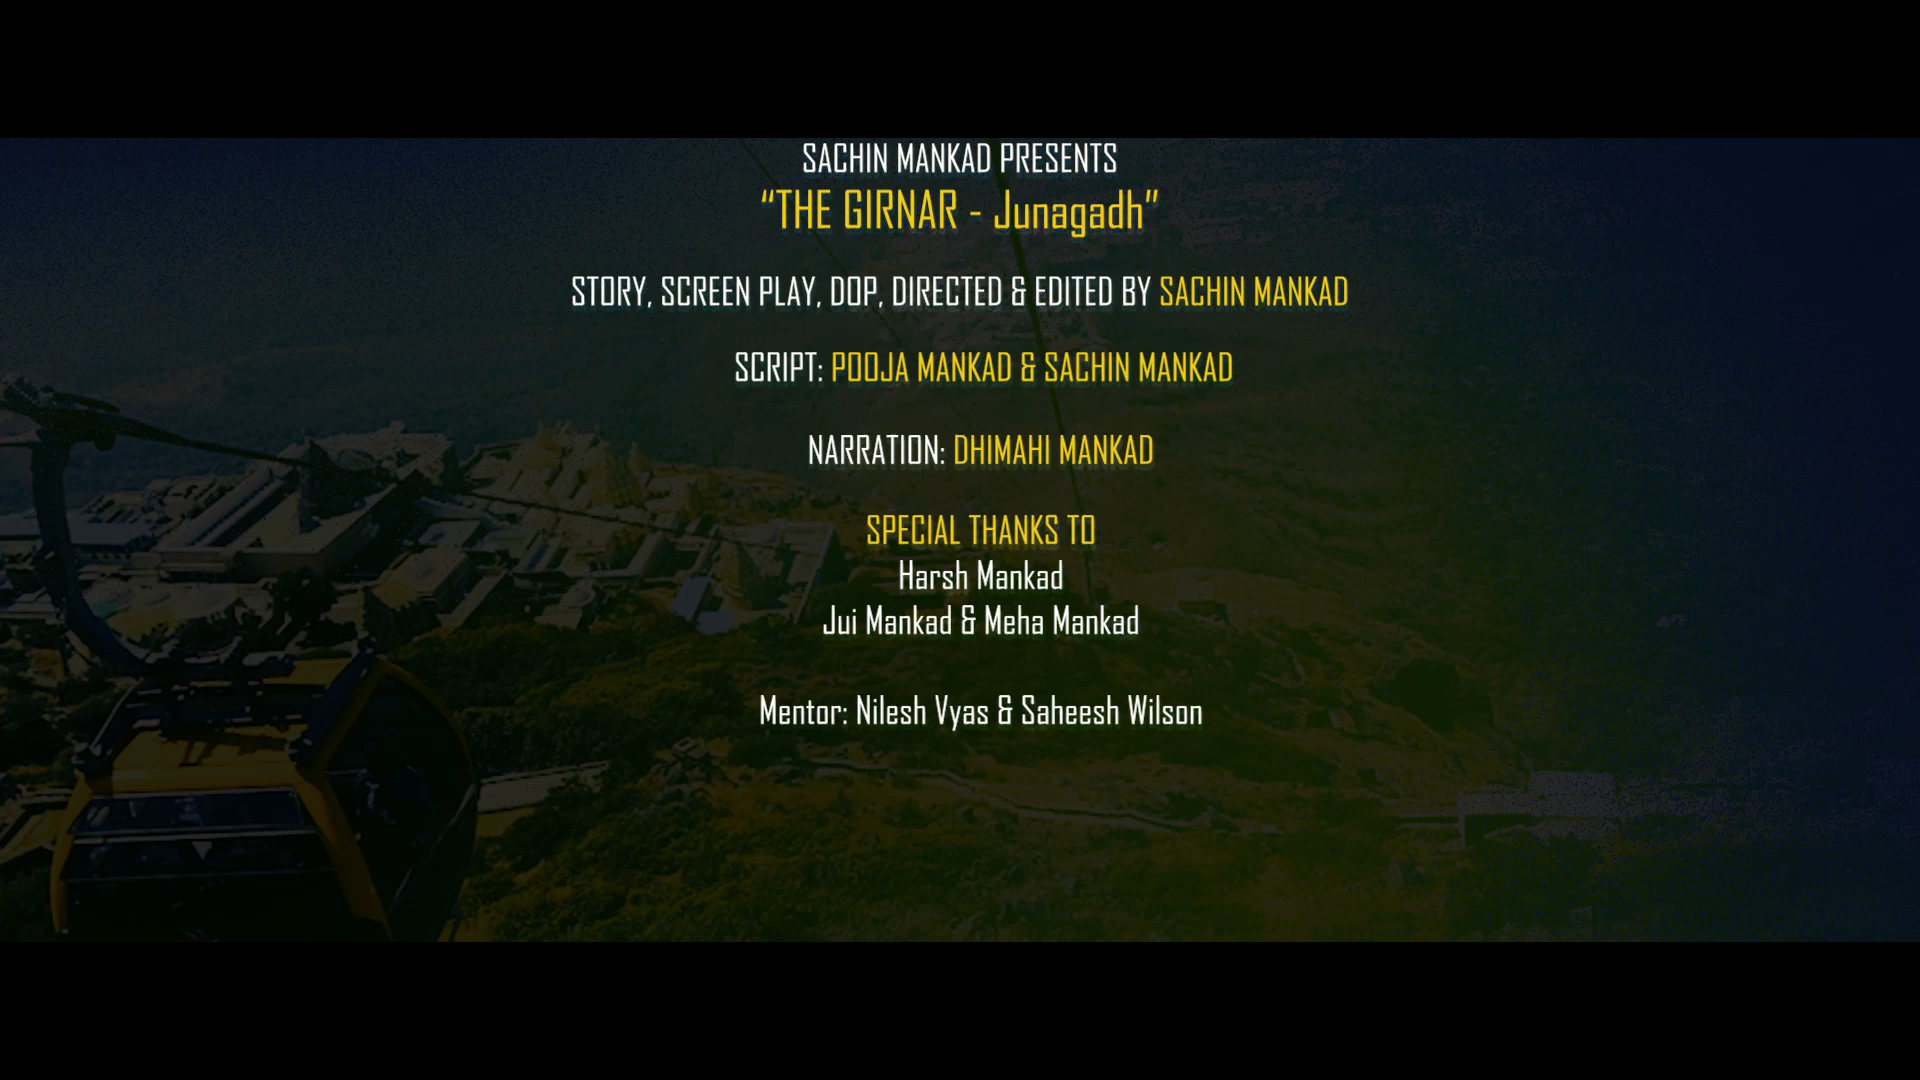 SACHIN MANKAD PRESENTS
“THE GIRNAR - Junagadh”
STORY, SCREEN PLAY, DOP, DIRECTED & EDITED BY SACHIN MANKAD
SCRIPT: POOJA MANKAD & SACHIN MANKAD
NARRATION: DHIMAHI MANKAD
SPECIAL THANKS TO
Harsh Mankad
Jui Mankad & Meha Mankad
Mentor: Nilesh Vyas & Saheesh Wilson